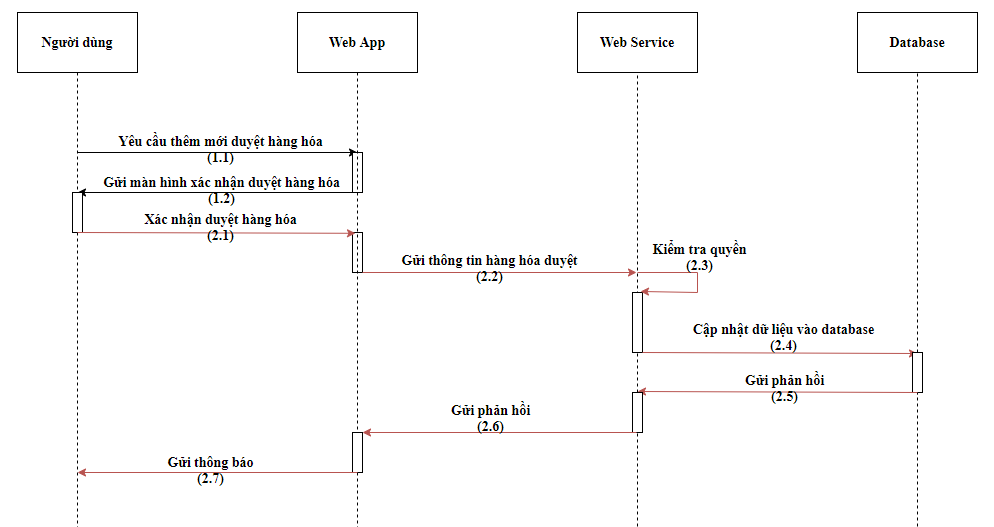 Người dùng
Web App
Web Service
Database
Yêu cầu thêm mới duyệt hàng hóa
(1.1)
Gửi màn hình xác nhận duyệt hàng hóa
(1.2)
Xác nhận duyệt hàng hóa
(2.1)
Kiểm tra quyền
(2.3)
Gửi thông tin hàng hóa duyệt
(2.2)
Cập nhật dữ liệu vào database
(2.4)
Gửi phản hồi
(2.5)
Gửi phản hồi
(2.6)
Gửi thông báo
(2.7)